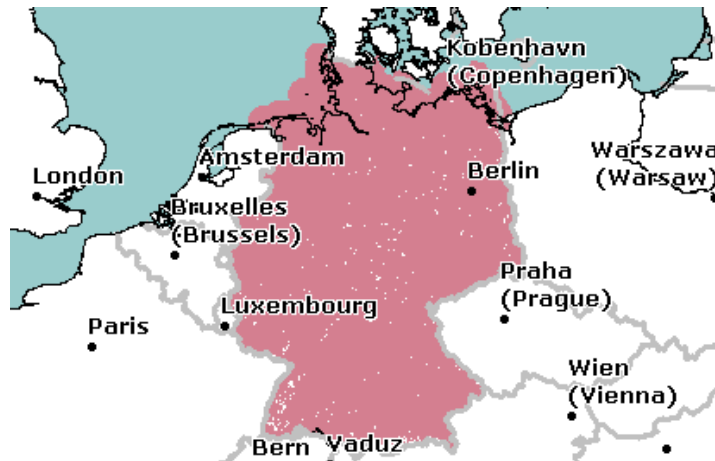 København
(Copenhagen)
Amsterdam
London
Berlin
Warszawa
(Warsaw)
Bruxelles
(Brussels)
Praha
(Prague)
Luxembourg
Paris
Wien
(Vienna)
Bern
Vaduz